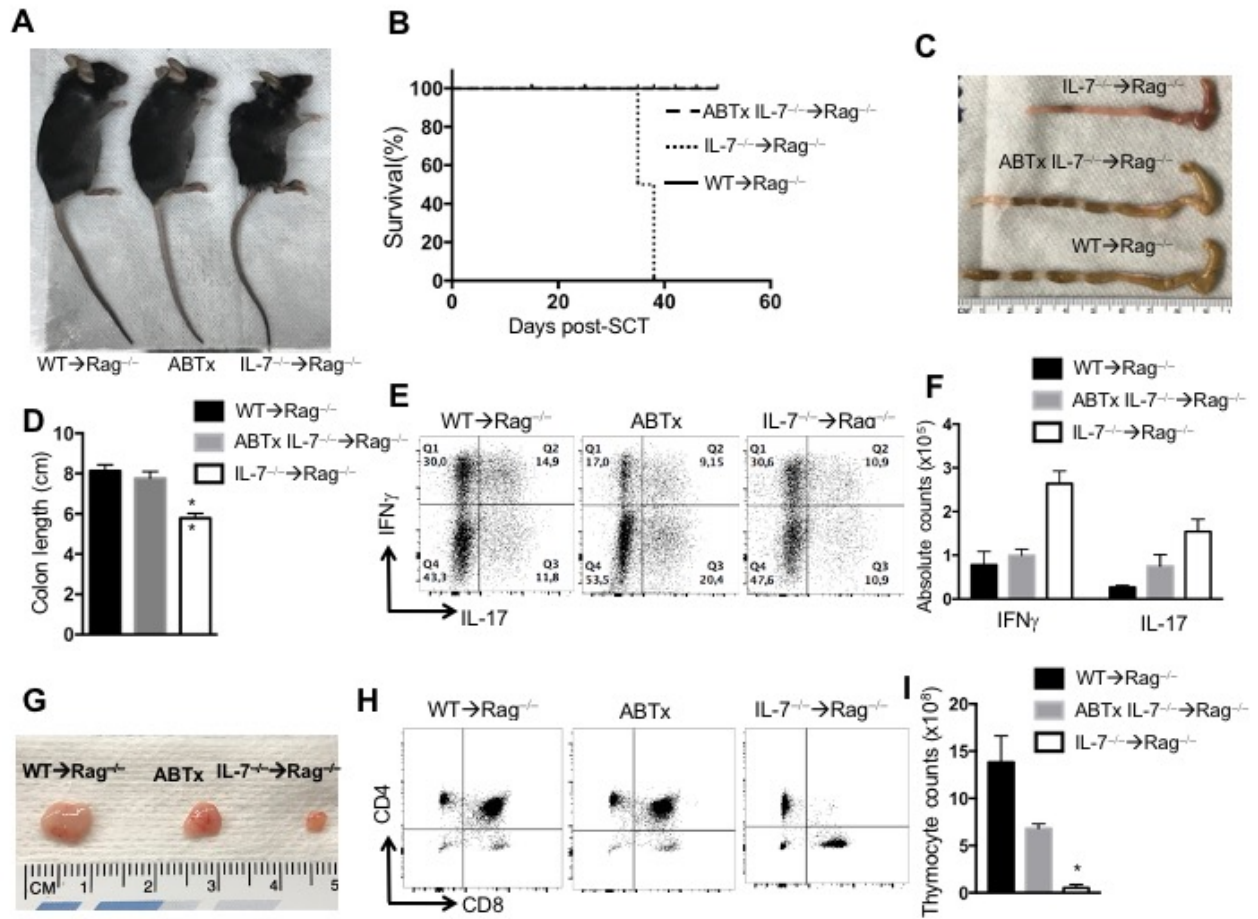 A
WT→Rag⁻/⁻ ABTx IL-7⁻/⁻→Rag⁻/⁻
B
Survival(%)
100
80
60
40
20
0
0 20 40 60
Days post-SCT
ABTx IL-7⁻/⁻→Rag⁻/⁻
IL-7⁻/⁻→Rag⁻/⁻
WT→Rag⁻/⁻
C
IL-7⁻/⁻→Rag⁻/⁻
ABTx IL-7⁻/⁻→Rag⁻/⁻
WT→Rag⁻/⁻
D
WT→Rag⁻/⁻
ABTx IL-7⁻/⁻→Rag⁻/⁻
IL-7⁻/⁻→Rag⁻/⁻
Colon length (cm)
10
8
6
4
2
0
*
*
E
WT→Rag⁻/⁻ ABTx IL-7⁻/⁻→Rag⁻/⁻
Q1 30,0 Q2 14,9
Q4 43,3 Q3 11,8
Q1 17,0 Q2 9,15
Q4 53,5 Q3 20,4
Q1 30,6 Q2 10,9
Q4 47,6 Q3 10,9
IFNγ
IL-17
F
WT→Rag⁻/⁻
ABTx IL-7⁻/⁻→Rag⁻/⁻
IL-7⁻/⁻→Rag⁻/⁻
Absolute counts (x10⁵)
4
3
2
1
0
IFNγ IL-17
G
WT→Rag⁻/⁻ ABTx IL-7⁻/⁻→Rag⁻/⁻
CM 1 2 3 4 5
H
WT→Rag⁻/⁻ ABTx IL-7⁻/⁻→Rag⁻/⁻
CD4
CD8
I
WT→Rag⁻/⁻
ABTx IL-7⁻/⁻→Rag⁻/⁻
IL-7⁻/⁻→Rag⁻/⁻
Thymocyte counts (x10⁸)
20
15
10
5
0
*